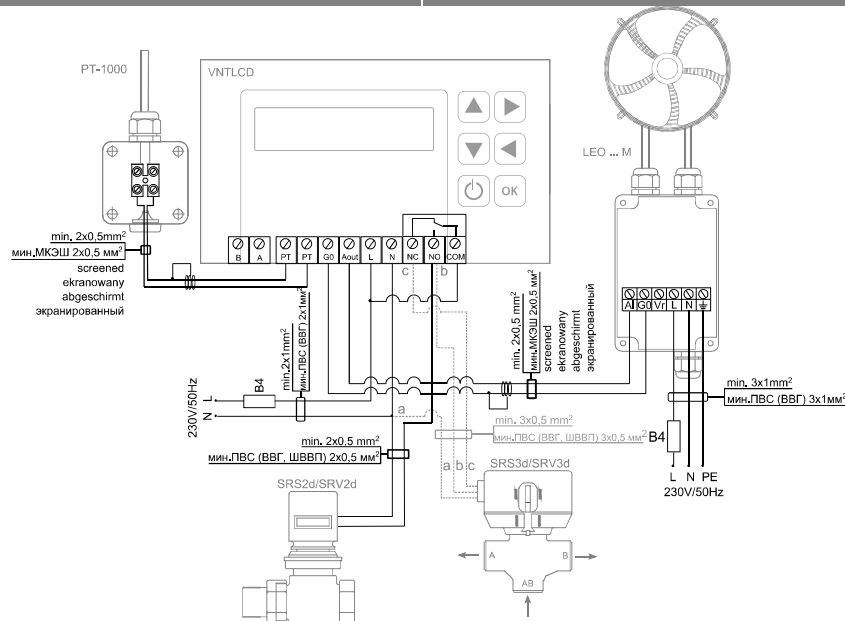 PT-1000
VNTLCD
OK
LEO ... M
B A PT PT G0 Aout L N NC NO COM
c b
min. 2x0,5mm²
мин.МКЭШ 2x0,5 мм²
screened
ekranowany
abgeschirmt
экранированный
min.2x1mm²
мин.ПВС (ВВГ) 2x1мм²
min. 2x0,5 mm²
мин.МКЭШ 2x0,5 мм²
screened
ekranowany
abgeschirmt
экранированный
AI G0 Vr L N
230V/50Hz
L
N
B4
a
min. 3x1mm²
мин.ПВС (ВВГ) 3x1мм²
min. 3x0,5 mm²
мин.ПВС (ВВГ, ШВВП) 3x0,5 мм²
B4
min. 2x0,5 mm²
мин.ПВС (ВВГ, ШВВП) 2x0,5 мм²
a b c
L N PE
230V/50Hz
SRS2d/SRV2d
SRS3d/SRV3d
A B
AB